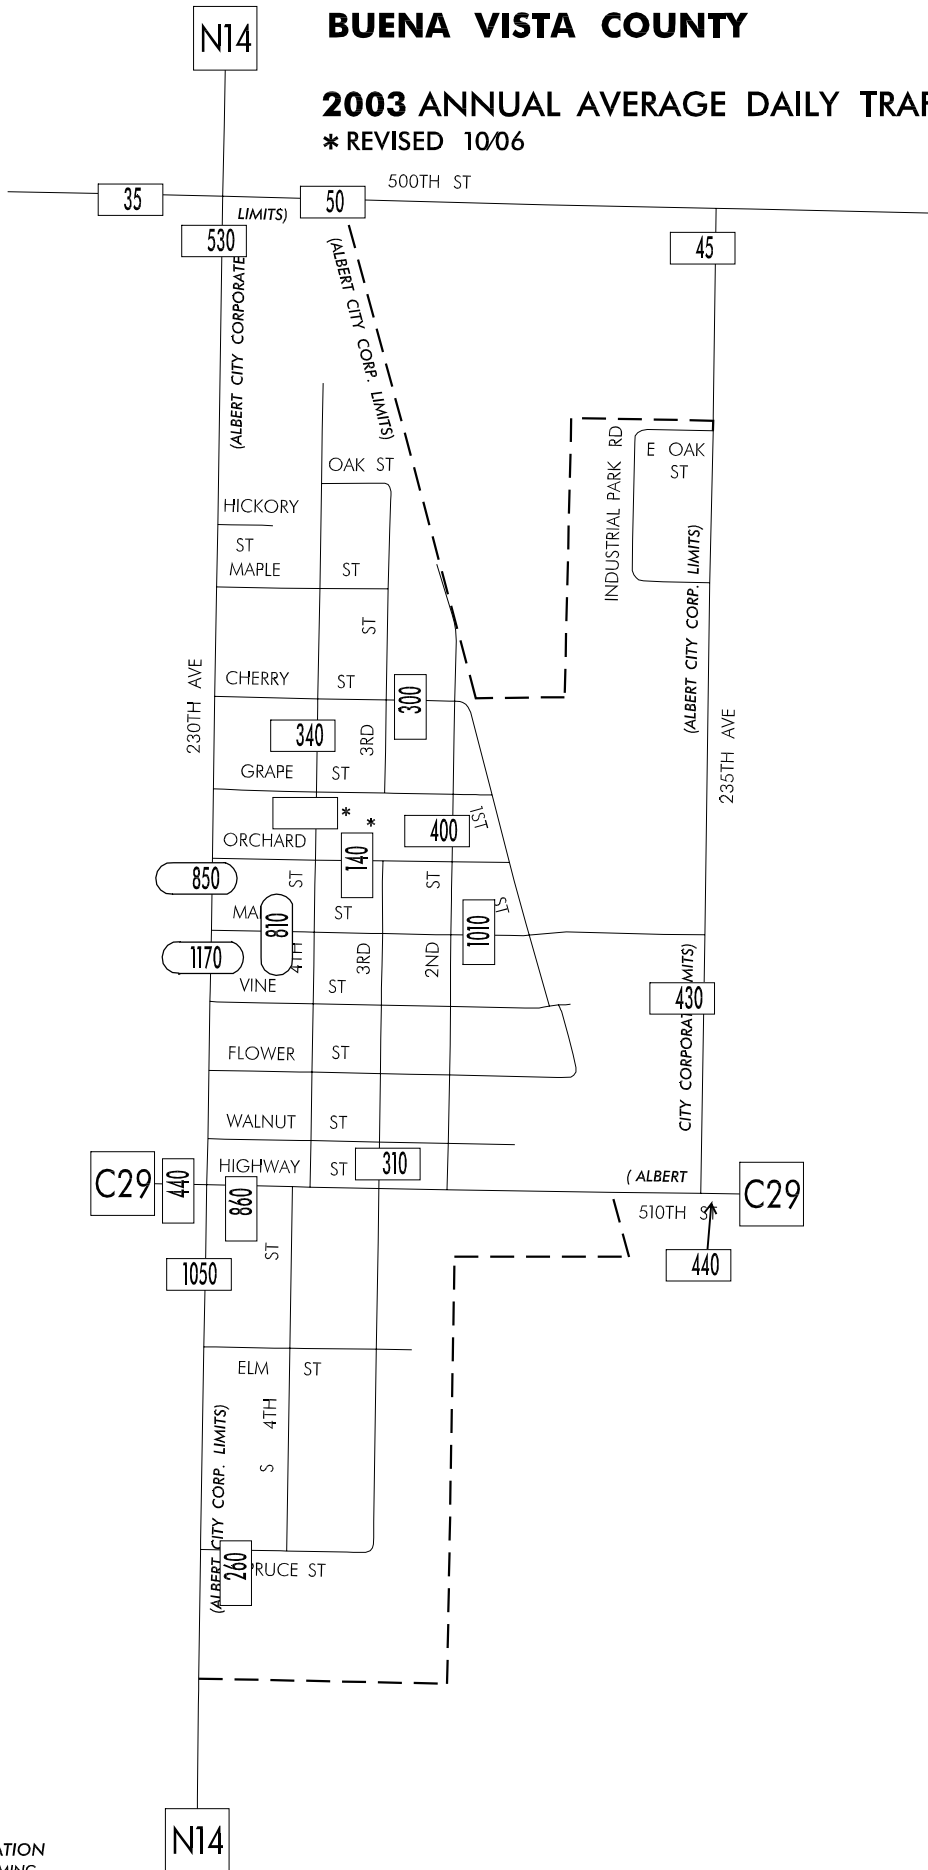 N14
BUENA VISTA COUNTY
2003 ANNUAL AVERAGE DAILY
* REVISED 10/06
500TH ST
35
50
LIMITS)
530
45
(ALBERT CITY CORPORATE
(ALBERT CITY CORP. LIMITS)
OAK ST
INDUSTRIAL PARK RD
E OAK
ST
HICKORY
ST
MAPLE ST
(ALBERT CITY CORP. LIMITS)
ST
230TH AVE
CHERRY ST
300
340
3RD
235TH AVE
GRAPE ST
*
*
1ST
400
ORCHARD
140
850
ST
ST
ST
MA
ST
810
1010
1170
4TH
3RD
2ND
VINE ST
430
CITY CORPORAT
MITS)
FLOWER ST
WALNUT ST
HIGHWAY ST
310
( ALBERT
C29
440
860
C29
510TH ST
ST
1050
440
ELM ST
S 4TH
(ALBERT CITY CORP. LIMITS)
260
PRUCE ST
N14